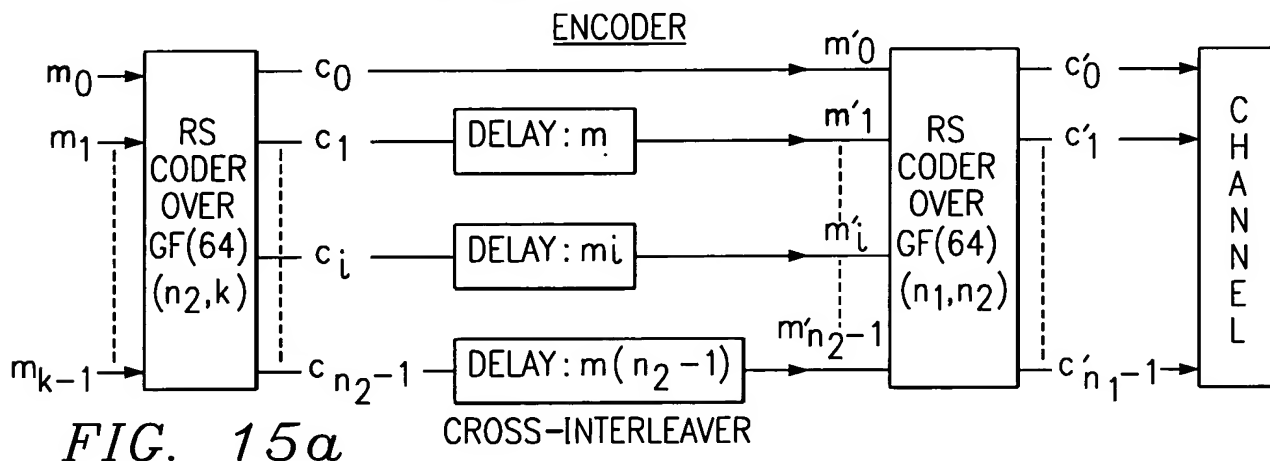 ENCODER
m0
m1
mk−1
RS
CODER
OVER
GF(64)
(n2,k)
c0
c1
ci
cn2−1
DELAY: m
DELAY: mi
DELAY: m(n2−1)
CROSS-INTERLEAVER
m'0
m'1
m'i
m'n2−1
RS
CODER
OVER
GF(64)
(n1,n2)
c'0
c'1
c'n1−1
CHANNEL
FIG. 15a